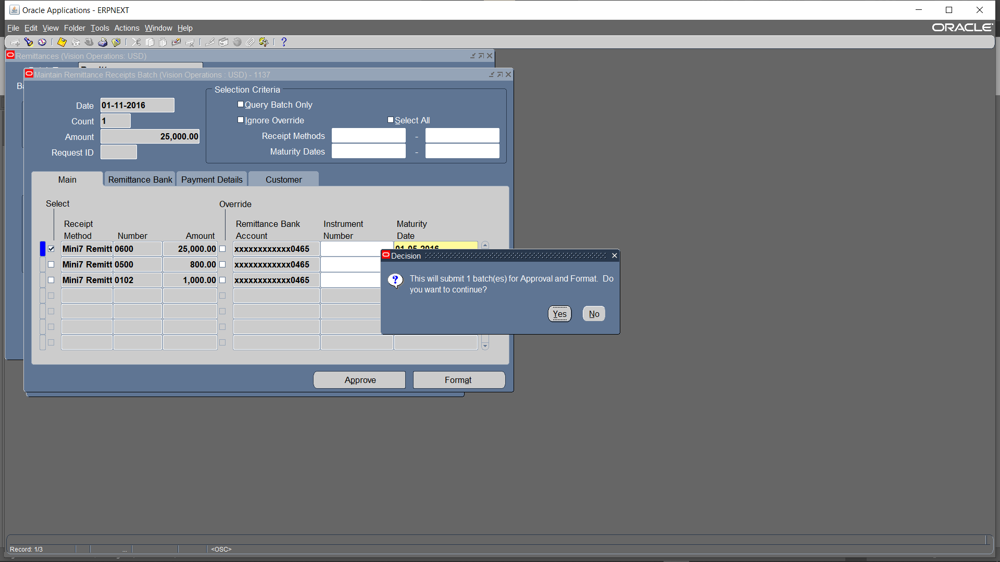 Oracle Applications - ERPNEXT
File Edit View Folder Tools Actions Window Help
ORACLE
Remittances (Vision Operations: USD)
Maintain Remittance Receipts Batch (Vision Operations : USD) - 1137
Selection Criteria
Date 01-11-2016
Query Batch Only
Count 1
Ignore Override
Select All
Amount 25,000.00
Receipt Methods -
Request ID
Maturity Dates -
Main Remittance Bank Payment Details Customer
Select Override
Receipt Remittance Bank Instrument Maturity
Method Number Amount Account Number Date
Mini7 Remitt 0600 25,000.00 xxxxxxxxxxxx0465 01-05-2016
Mini7 Remitt 0500 800.00 xxxxxxxxxxxx0465
Mini7 Remitt 0102 1,000.00 xxxxxxxxxxxx0465
Decision
This will submit 1 batch(es) for Approval and Format. Do
you want to continue?
Yes No
Approve Format
Record: 1/3 ... <OSC>